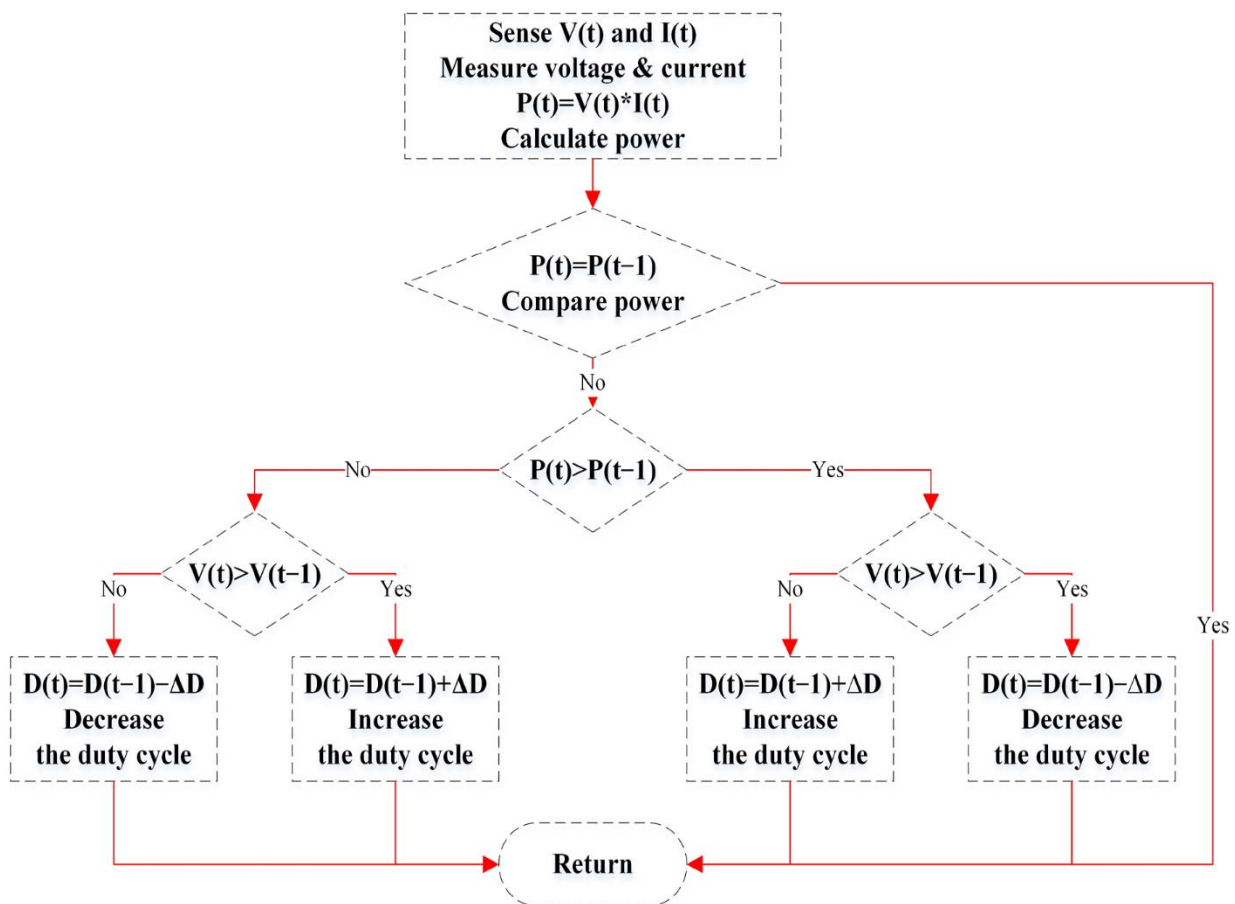 Sense V(t) and I(t)
Measure voltage & current
P(t)=V(t)*I(t)
Calculate power
P(t)=P(t−1)
Compare power
No
P(t)>P(t−1)
No
Yes
V(t)>V(t−1)
No
Yes
V(t)>V(t−1)
No
Yes
Yes
D(t)=D(t−1)−ΔD
Decrease
the duty cycle
D(t)=D(t−1)+ΔD
Increase
the duty cycle
D(t)=D(t−1)+ΔD
Increase
the duty cycle
D(t)=D(t−1)−ΔD
Decrease
the duty cycle
Return